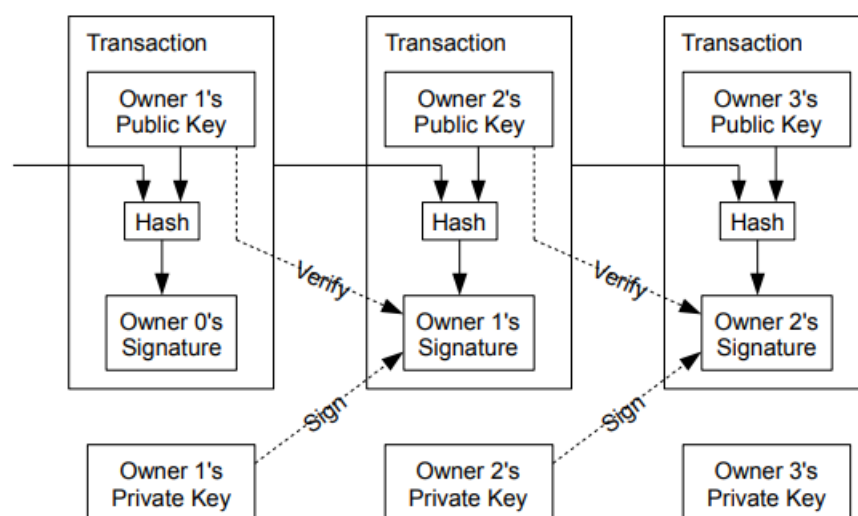 Transaction
Transaction
Transaction
Owner 1's
Public Key
Owner 2's
Public Key
Owner 3's
Public Key
Hash
Hash
Hash
Verify
Verify
Owner 0's
Signature
Owner 1's
Signature
Owner 2's
Signature
Sign
Sign
Owner 1's
Private Key
Owner 2's
Private Key
Owner 3's
Private Key